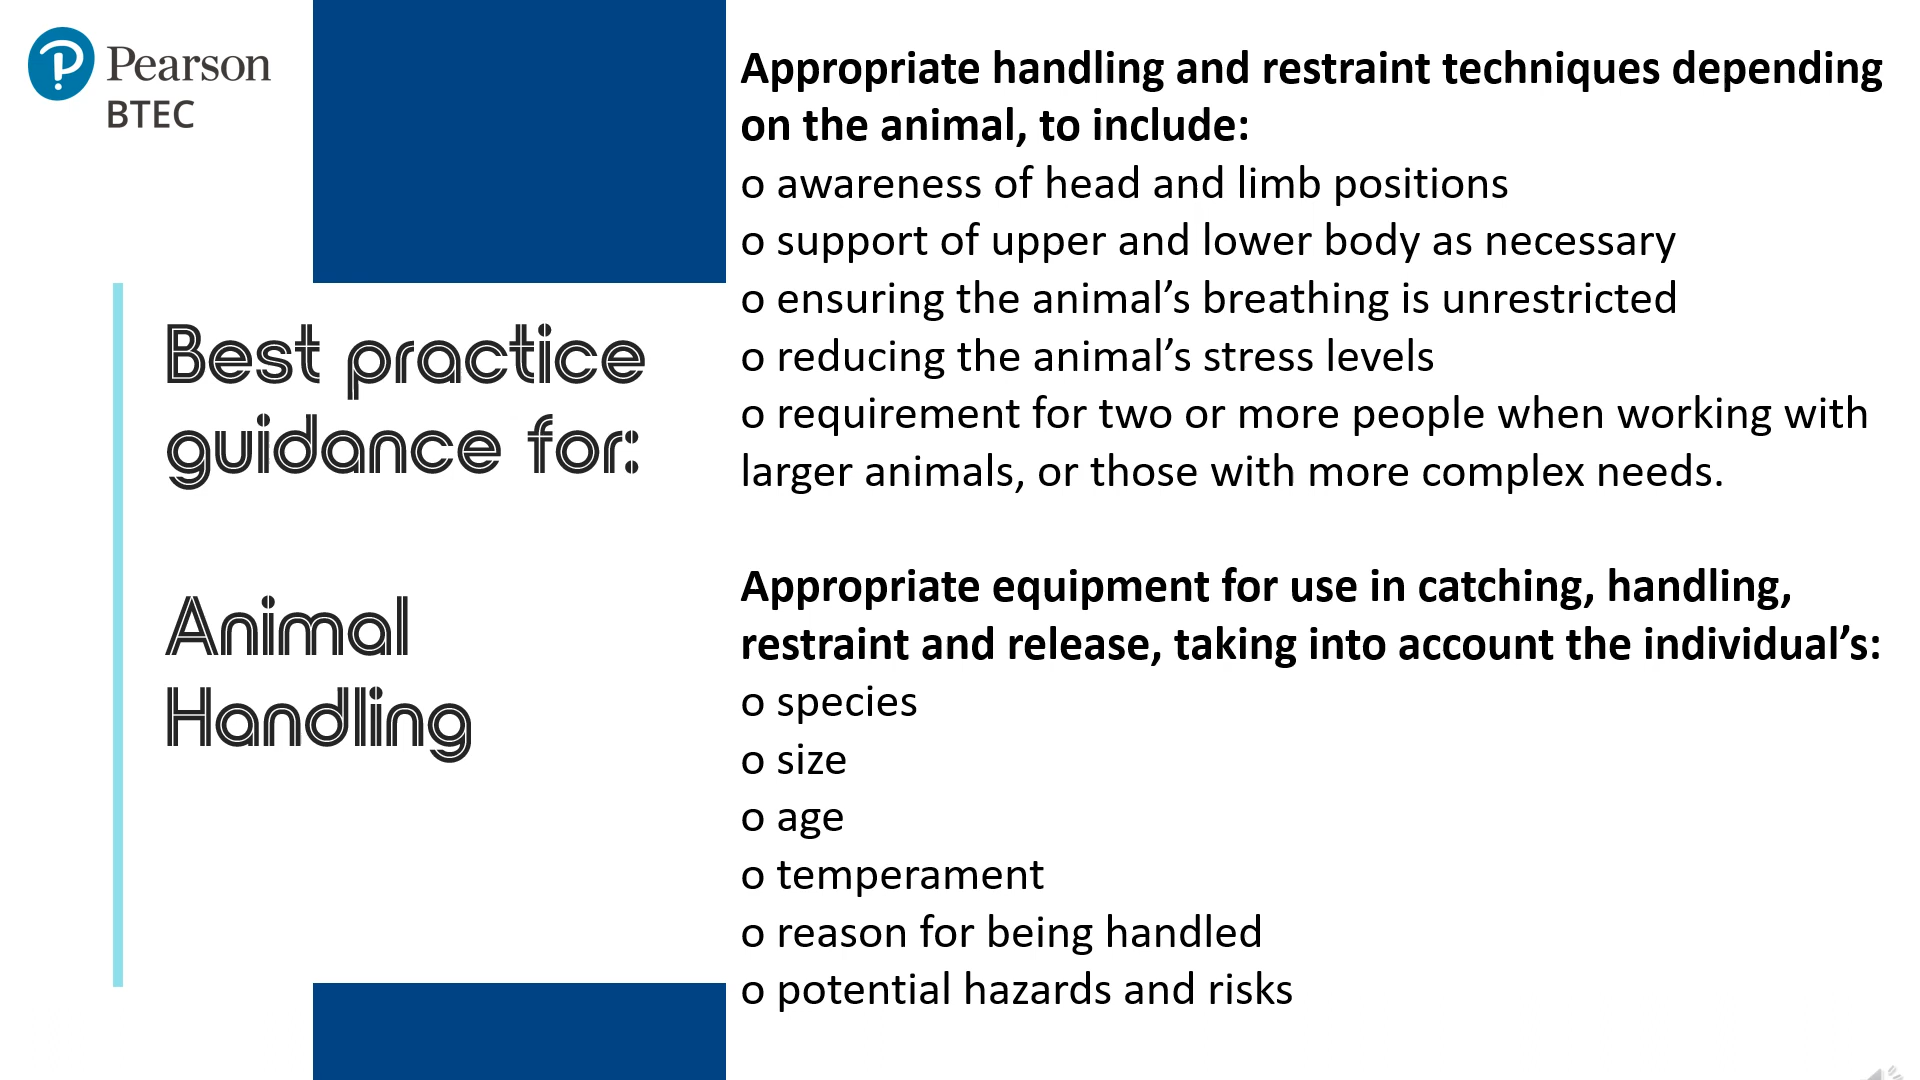 Pearson
BTEC
Best practice
guidance for:
Animal
Handling
Appropriate handling and restraint techniques depending
on the animal, to include:
o awareness of head and limb positions
o support of upper and lower body as necessary
o ensuring the animal’s breathing is unrestricted
o reducing the animal’s stress levels
o requirement for two or more people when working with
larger animals, or those with more complex needs.
Appropriate equipment for use in catching, handling,
restraint and release, taking into account the individual’s:
o species
o size
o age
o temperament
o reason for being handled
o potential hazards and risks